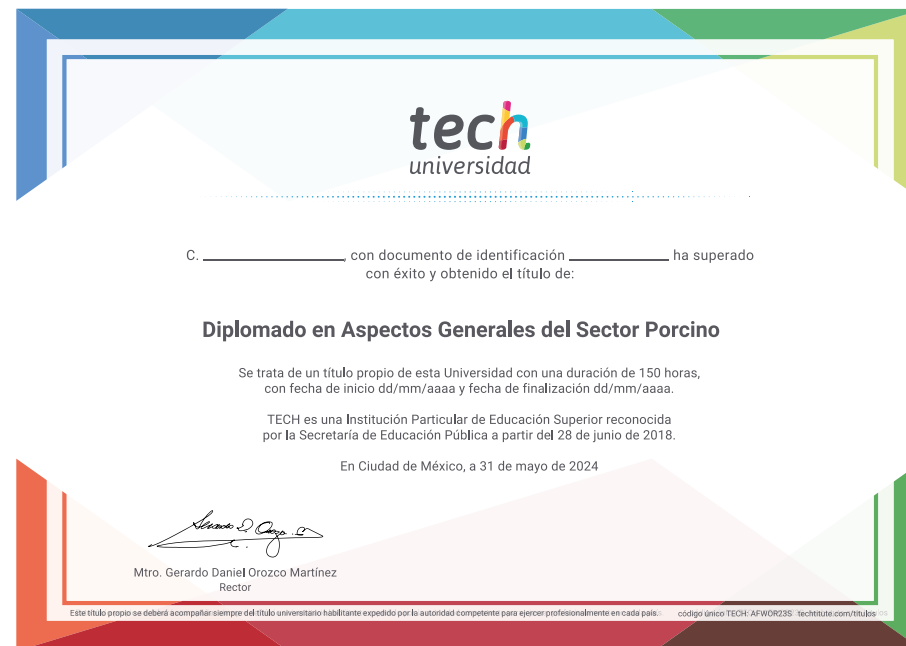 tech
universidad
C. ____________, con documento de identificación ____________ ha superado
con éxito y obtenido el título de:
Diplomado en Aspectos Generales del Sector Porcino
Se trata de un título propio de esta Universidad con una duración de 150 horas,
con fecha de inicio dd/mm/aaaa y fecha de finalización dd/mm/aaaa.
TECH es una Institución Particular de Educación Superior reconocida
por la Secretaría de Educación Pública a partir del 28 de junio de 2018.
En Ciudad de México, a 31 de mayo de 2024
Mtro. Gerardo Daniel Orozco Martínez
Rector
Este título propio se deberá acompañar siempre del título universitario habilitante expedido por la autoridad competente para ejercer profesionalmente en cada país. código único TECH: AFWOR23S techtitute.com/titulos